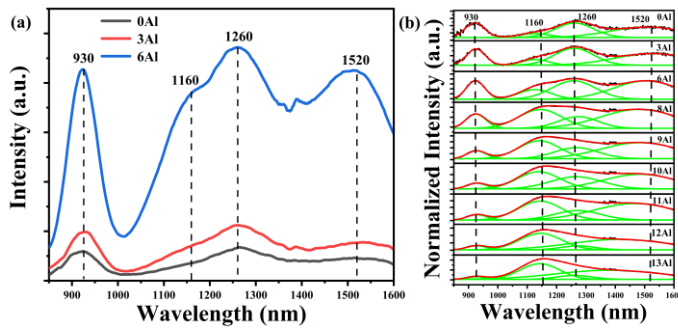 (a)
0Al
3Al
6Al
930
1160
1260
1520
Intensity (a.u.)
900 1000 1100 1200 1300 1400 1500 1600
Wavelength (nm)
(b)
930 1160 1260 1520 0Al
3Al
6Al
8Al
9Al
10Al
11Al
12Al
13Al
Normalized Intensity (a.u.)
900 1000 1100 1200 1300 1400 1500 1600
Wavelength (nm)